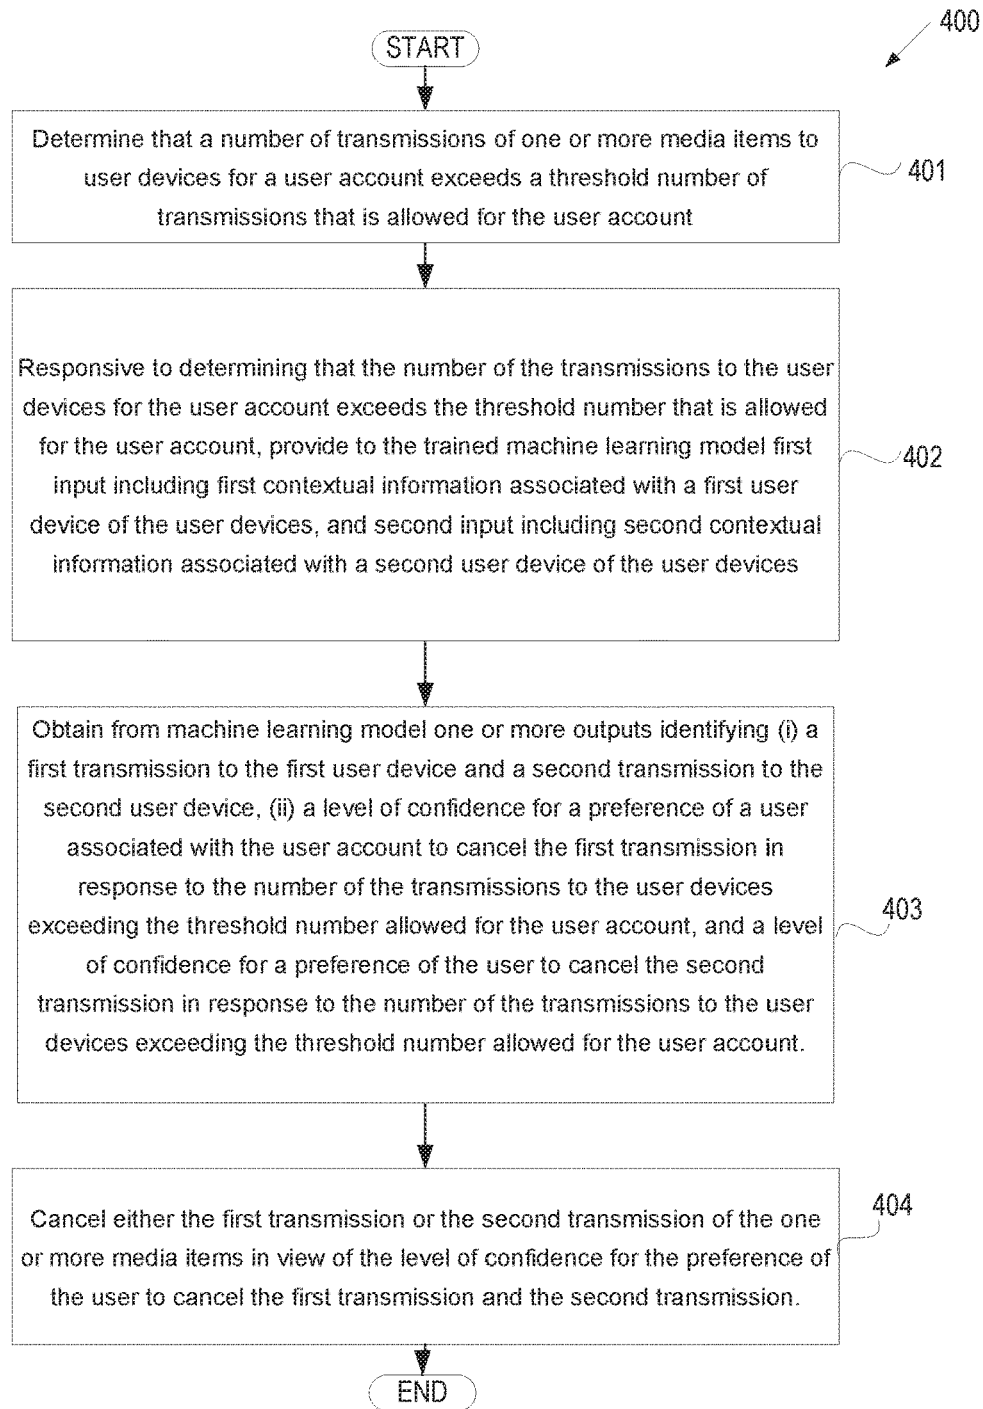 400
START
Determine that a number of transmissions of one or more media items to
user devices for a user account exceeds a threshold number of
transmissions that is allowed for the user account
401
Responsive to determining that the number of the transmissions to the user
devices for the user account exceeds the threshold number that is allowed
for the user account, provide to the trained machine learning model first
input including first contextual information associated with a first user
device of the user devices, and second input including second contextual
information associated with a second user device of the user devices
402
Obtain from machine learning model one or more outputs identifying (i) a
first transmission to the first user device and a second transmission to the
second user device, (ii) a level of confidence for a preference of a user
associated with the user account to cancel the first transmission in
response to the number of the transmissions to the user devices
exceeding the threshold number allowed for the user account, and a level
of confidence for a preference of the user to cancel the second
transmission in response to the number of the transmissions to the user
devices exceeding the threshold number allowed for the user account.
403
Cancel either the first transmission or the second transmission of the one
or more media items in view of the level of confidence for the preference of
the user to cancel the first transmission and the second transmission.
404
END